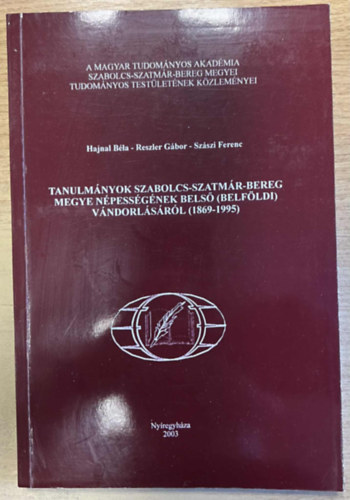 A MAGYAR TUDOMÁNYOS AKADÉMIA
SZABOLCS-SZATMÁR-BEREG MEGYEI
TUDOMÁNYOS TESTÜLETÉNEK KÖZLEMÉNYEI
Hajnal Béla - Reszler Gábor - Szászi Ferenc
TANULMÁNYOK SZABOLCS-SZATMÁR-BEREG
MEGYE NÉPESSÉGÉNEK BELSŐ (BELFÖLDI)
VÁNDORLÁSÁRÓL (1869-1995)
Nyíregyháza
2003